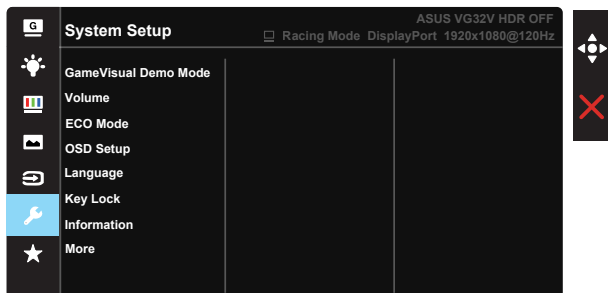 G
System Setup
ASUS VG32V HDR OFF
Racing Mode DisplayPort 1920x1080@120Hz
GameVisual Demo Mode
Volume
ECO Mode
OSD Setup
Language
Key Lock
Information
More